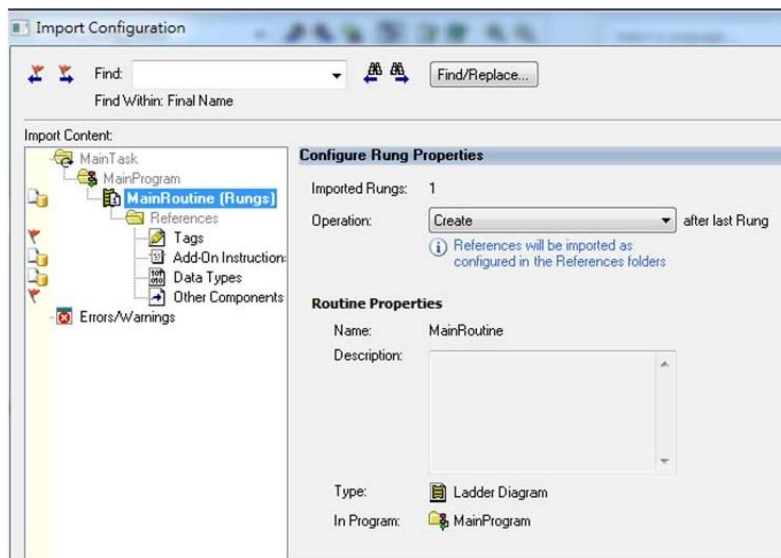 Import Configuration
Find:
Find/Replace...
Find Within: Final Name
Import Content:
MainTask
MainProgram
MainRoutine (Rungs)
References
Tags
Add-On Instruction
Data Types
Other Components
Errors/Warnings
Configure Rung Properties
Imported Rungs: 1
Operation: Create after last Rung
References will be imported as
configured in the References folders
Routine Properties
Name: MainRoutine
Description:
Type: Ladder Diagram
In Program: MainProgram